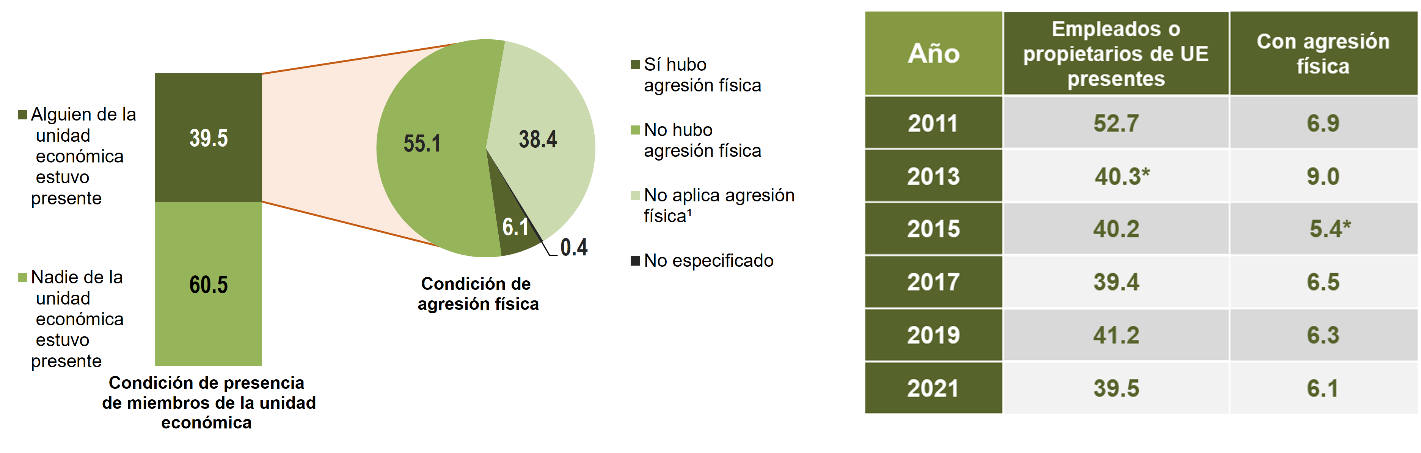 Alguien de la
unidad
económica
estuvo
presente
Nadie de la
unidad
económica
estuvo
presente
39.5
60.5
Condición de presencia
de miembros de la unidad
económica
55.1
38.4
6.1
0.4
Condición de
agresión física
Sí hubo
agresión física
No hubo
agresión física
No aplica agresión
física¹
No especificado
Año
Empleados o
propietarios de UE
presentes
Con agresión
física
2011 52.7 6.9
2013 40.3* 9.0
2015 40.2 5.4*
2017 39.4 6.5
2019 41.2 6.3
2021 39.5 6.1